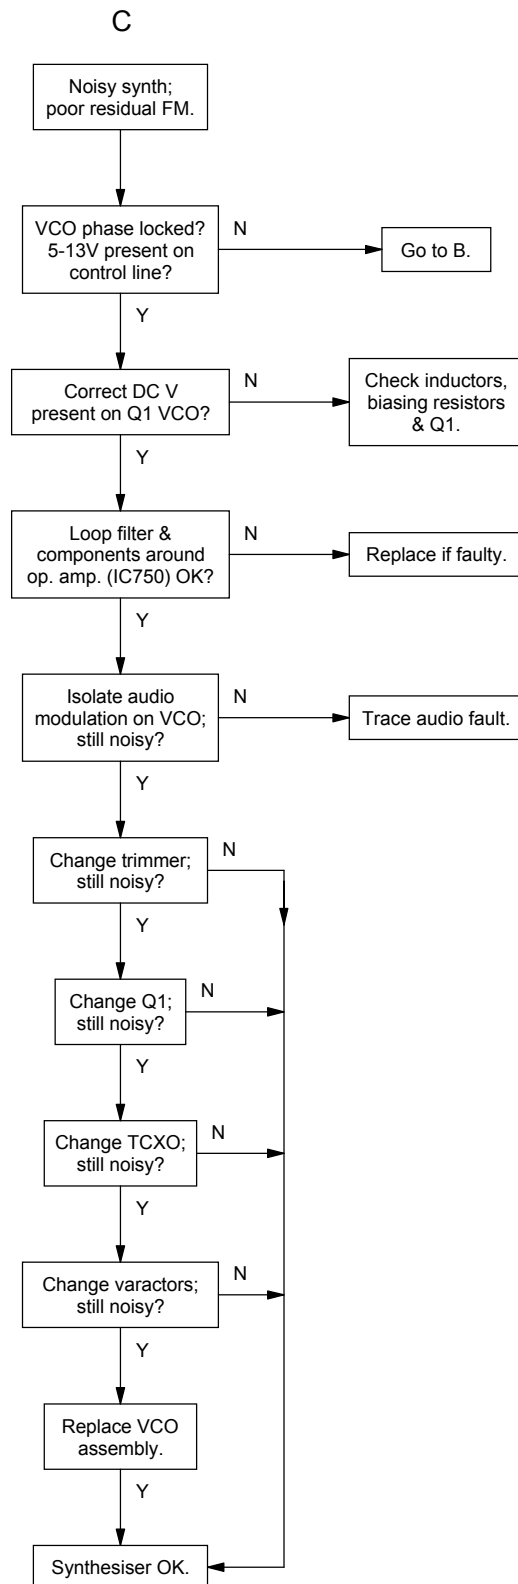 C
Noisy synth;
poor residual FM.
VCO phase locked?
5-13V present on
control line?
N
Go to B.
Y
Correct DC V
present on Q1 VCO?
N
Check inductors,
biasing resistors
& Q1.
Y
Loop filter &
components around
op. amp. (IC750) OK?
N
Replace if faulty.
Y
Isolate audio
modulation on VCO;
still noisy?
N
Trace audio fault.
Y
Change trimmer;
still noisy?
N
Y
Change Q1;
still noisy?
N
Y
Change TCXO;
still noisy?
N
Y
Change varactors;
still noisy?
N
Y
Replace VCO
assembly.
Y
Synthesiser OK.